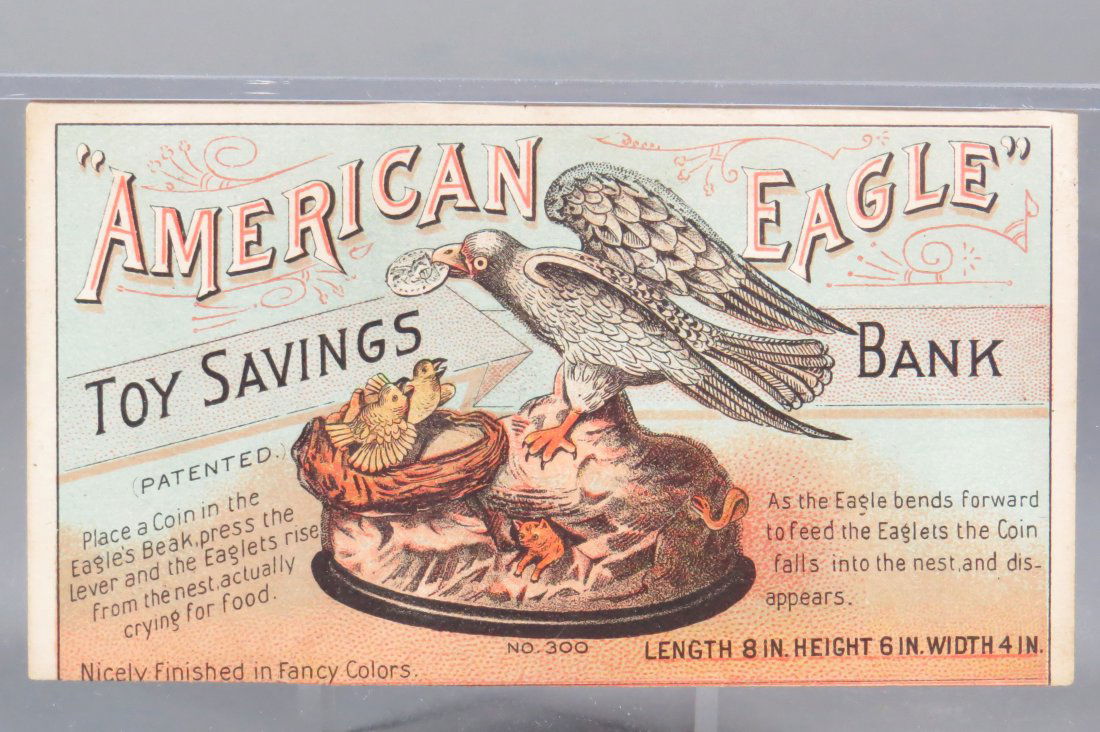 "AMERICAN EAGLE"
TOY SAVINGS BANK
(PATENTED.)
Place a Coin in the
Eagle's Beak, press the
Lever and the Eaglets rise
from the nest, actually
crying for food.
As the Eagle bends forward
to feed the Eaglets the Coin
falls into the nest, and dis-
appears.
NO. 300
LENGTH 8 IN. HEIGHT 6 IN. WIDTH 4 IN.
Nicely Finished in Fancy Colors.